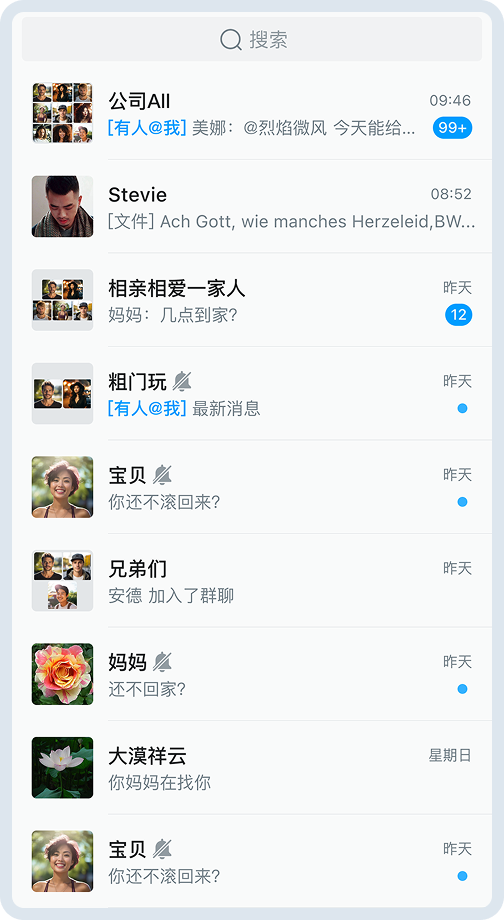 搜索
公司All 09:46
[有人@我] 美娜：@烈焰微风 今天能给... 99+
Stevie 08:52
[文件] Ach Gott, wie manches Herzeleid,BW...
相亲相爱一家人 昨天
妈妈：几点到家? 12
粗门玩 昨天
[有人@我] 最新消息
宝贝 昨天
你还不滚回来?
兄弟们 昨天
安德 加入了群聊
妈妈 昨天
还不回家?
大漠祥云 星期日
你妈妈在找你
宝贝 昨天
你还不滚回来?